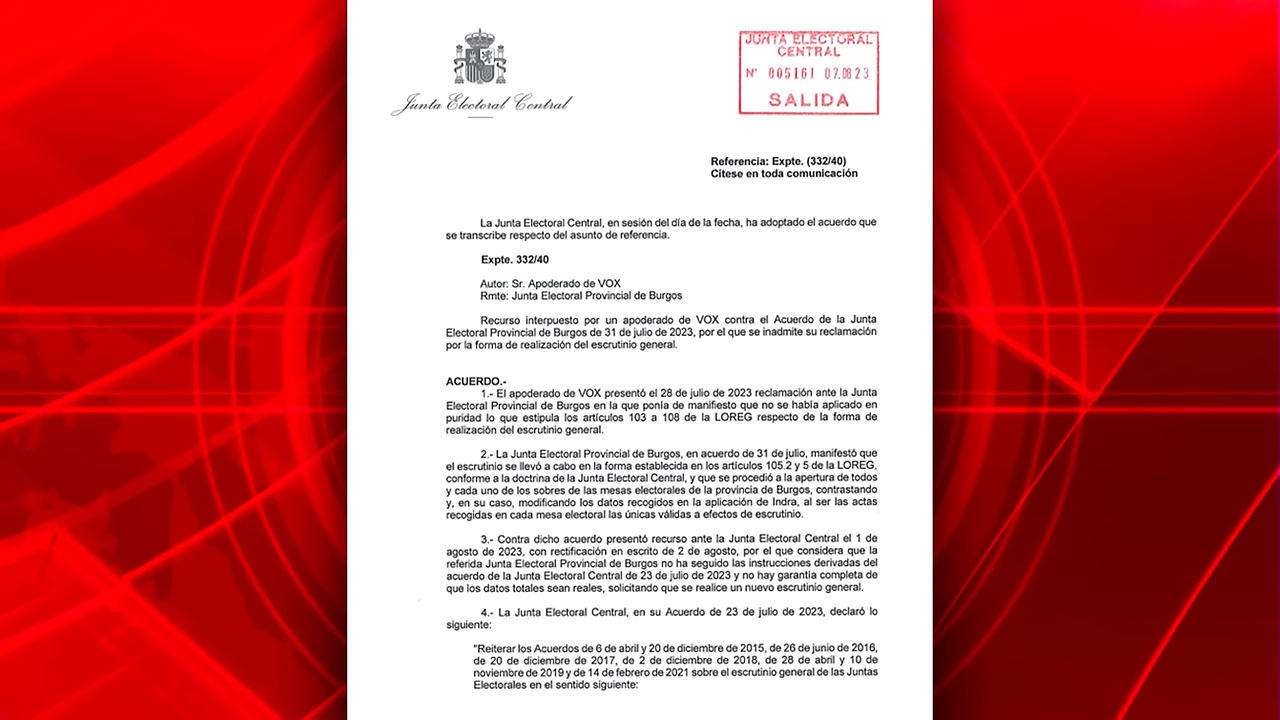 Junta Electoral Central
JUNTA ELECTORAL
CENTRAL
Nº 005161 07.08 23
SALIDA
Referencia: Expte. (332/40)
Cítese en toda comunicación
La Junta Electoral Central, en sesión del día de la fecha, ha adoptado el acuerdo que
se transcribe respecto del asunto de referencia.
Expte. 332/40
Autor: Sr. Apoderado de VOX
Rmte: Junta Electoral Provincial de Burgos
Recurso interpuesto por un apoderado de VOX contra el Acuerdo de la Junta
Electoral Provincial de Burgos de 31 de julio de 2023, por el que se inadmite su reclamación
por la forma de realización del escrutinio general.
ACUERDO.-
1.- El apoderado de VOX presentó el 28 de julio de 2023 reclamación ante la Junta
Electoral Provincial de Burgos en la que ponía de manifiesto que no se había aplicado en
puridad lo que estipula los artículos 103 a 108 de la LOREG respecto de la forma de
realización del escrutinio general.
2.- La Junta Electoral Provincial de Burgos, en acuerdo de 31 de julio, manifestó que
el escrutinio se llevó a cabo en la forma establecida en los artículos 105.2 y 5 de la LOREG,
conforme a la doctrina de la Junta Electoral Central, y que se procedió a la apertura de todos
y cada uno de los sobres de las mesas electorales de la provincia de Burgos, contrastando
y, en su caso, modificando los datos recogidos en la aplicación de Indra, al ser las actas
recogidas en cada mesa electoral las únicas válidas a efectos de escrutinio.
3.- Contra dicho acuerdo presentó recurso ante la Junta Electoral Central el 1 de
agosto de 2023, con rectificación en escrito de 2 de agosto, por el que considera que la
referida Junta Electoral Provincial de Burgos no ha seguido las instrucciones derivadas del
acuerdo de la Junta Electoral Central de 23 de julio de 2023 y no hay garantía completa de
que los datos totales sean reales, solicitando que se realice un nuevo escrutinio general.
4.- La Junta Electoral Central, en su Acuerdo de 23 de julio de 2023, declaró lo
siguiente:
"Reiterar los Acuerdos de 6 de abril y 20 de diciembre de 2015, de 26 de junio de 2016,
de 20 de diciembre de 2017, de 2 de diciembre de 2018, de 28 de abril y 10 de
noviembre de 2019 y de 14 de febrero de 2021 sobre el escrutinio general de las Juntas
Electorales en el sentido siguiente: